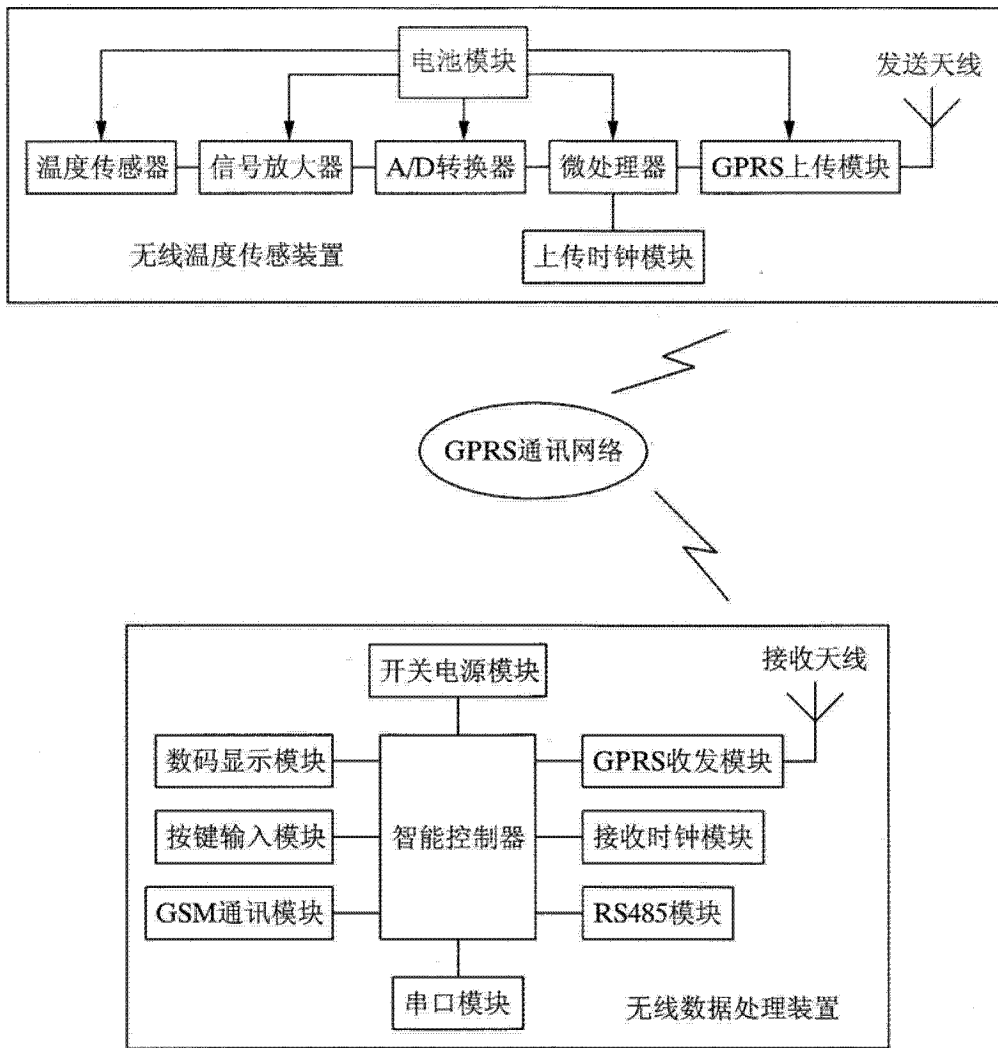 电池模块
发送天线
温度传感器
信号放大器
A/D转换器
微处理器
GPRS上传模块
无线温度传感装置
上传时钟模块
GPRS通讯网络
开关电源模块
接收天线
数码显示模块
GPRS收发模块
按键输入模块
智能控制器
接收时钟模块
GSM通讯模块
RS485模块
串口模块
无线数据处理装置